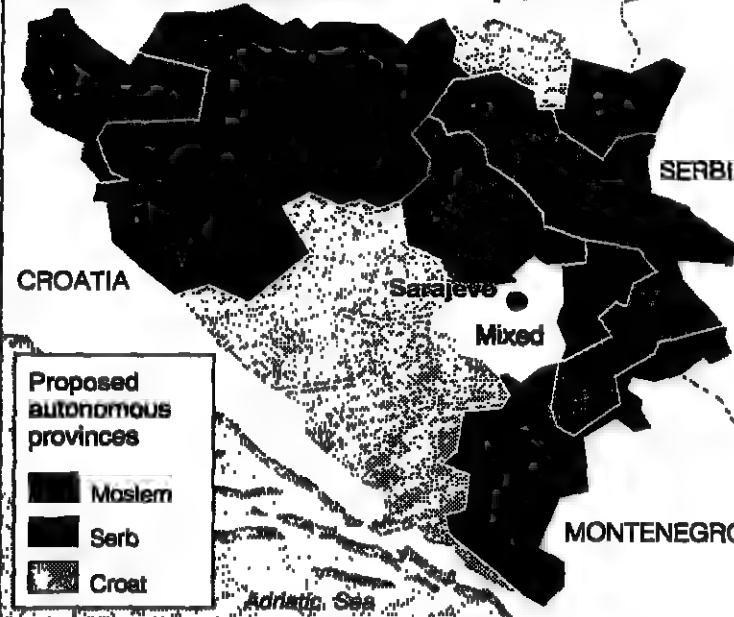 SERBI
CROATIA
Sarajevo
Mixed
Proposed
autonomous
provinces
Moslem
Serb
Croat
MONTENEGRO
Adriatic Sea